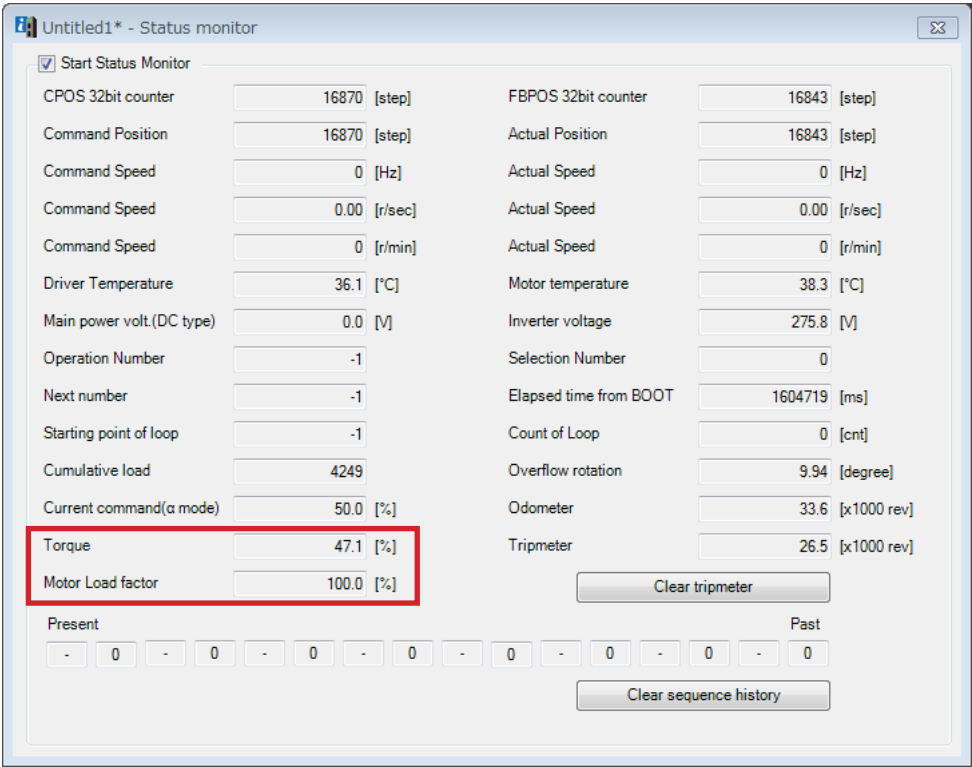 Untitled1* - Status monitor
Start Status Monitor
CPOS 32bit counter 16870 [step] FBPOS 32bit counter 16843 [step]
Command Position 16870 [step] Actual Position 16843 [step]
Command Speed 0 [Hz] Actual Speed 0 [Hz]
Command Speed 0.00 [r/sec] Actual Speed 0.00 [r/sec]
Command Speed 0 [r/min] Actual Speed 0 [r/min]
Driver Temperature 36.1 [°C] Motor temperature 38.3 [°C]
Main power volt.(DC type) 0.0 [V] Inverter voltage 275.8 [V]
Operation Number -1 Selection Number 0
Next number -1 Elapsed time from BOOT 1604719 [ms]
Starting point of loop -1 Count of Loop 0 [cnt]
Cumulative load 4249 Overflow rotation 9.94 [degree]
Current command(α mode) 50.0 [%] Odometer 33.6 [x1000 rev]
Torque 47.1 [%] Tripmeter 26.5 [x1000 rev]
Motor Load factor 100.0 [%] Clear tripmeter
Present Past
- 0 - 0 - 0 - 0 - 0 - 0 - 0 - 0
Clear sequence history